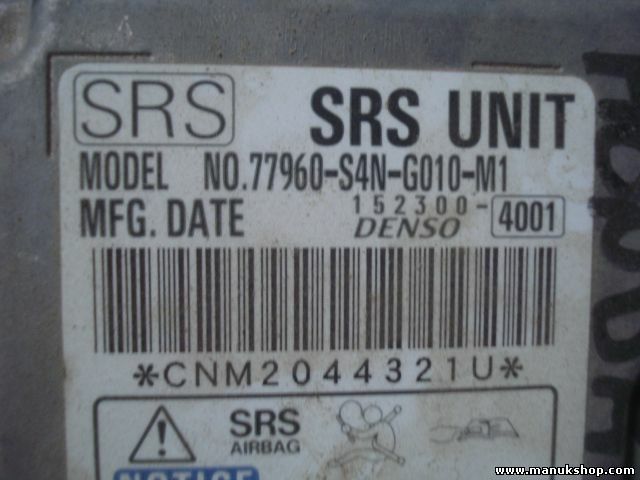 SRS SRS UNIT
MODEL NO.77960-S4N-G010-M1
MFG. DATE 152300-4001
DENSO
*CNM2044321U*
SRS
AIRBAG
NOTICE
www.manukshop.com